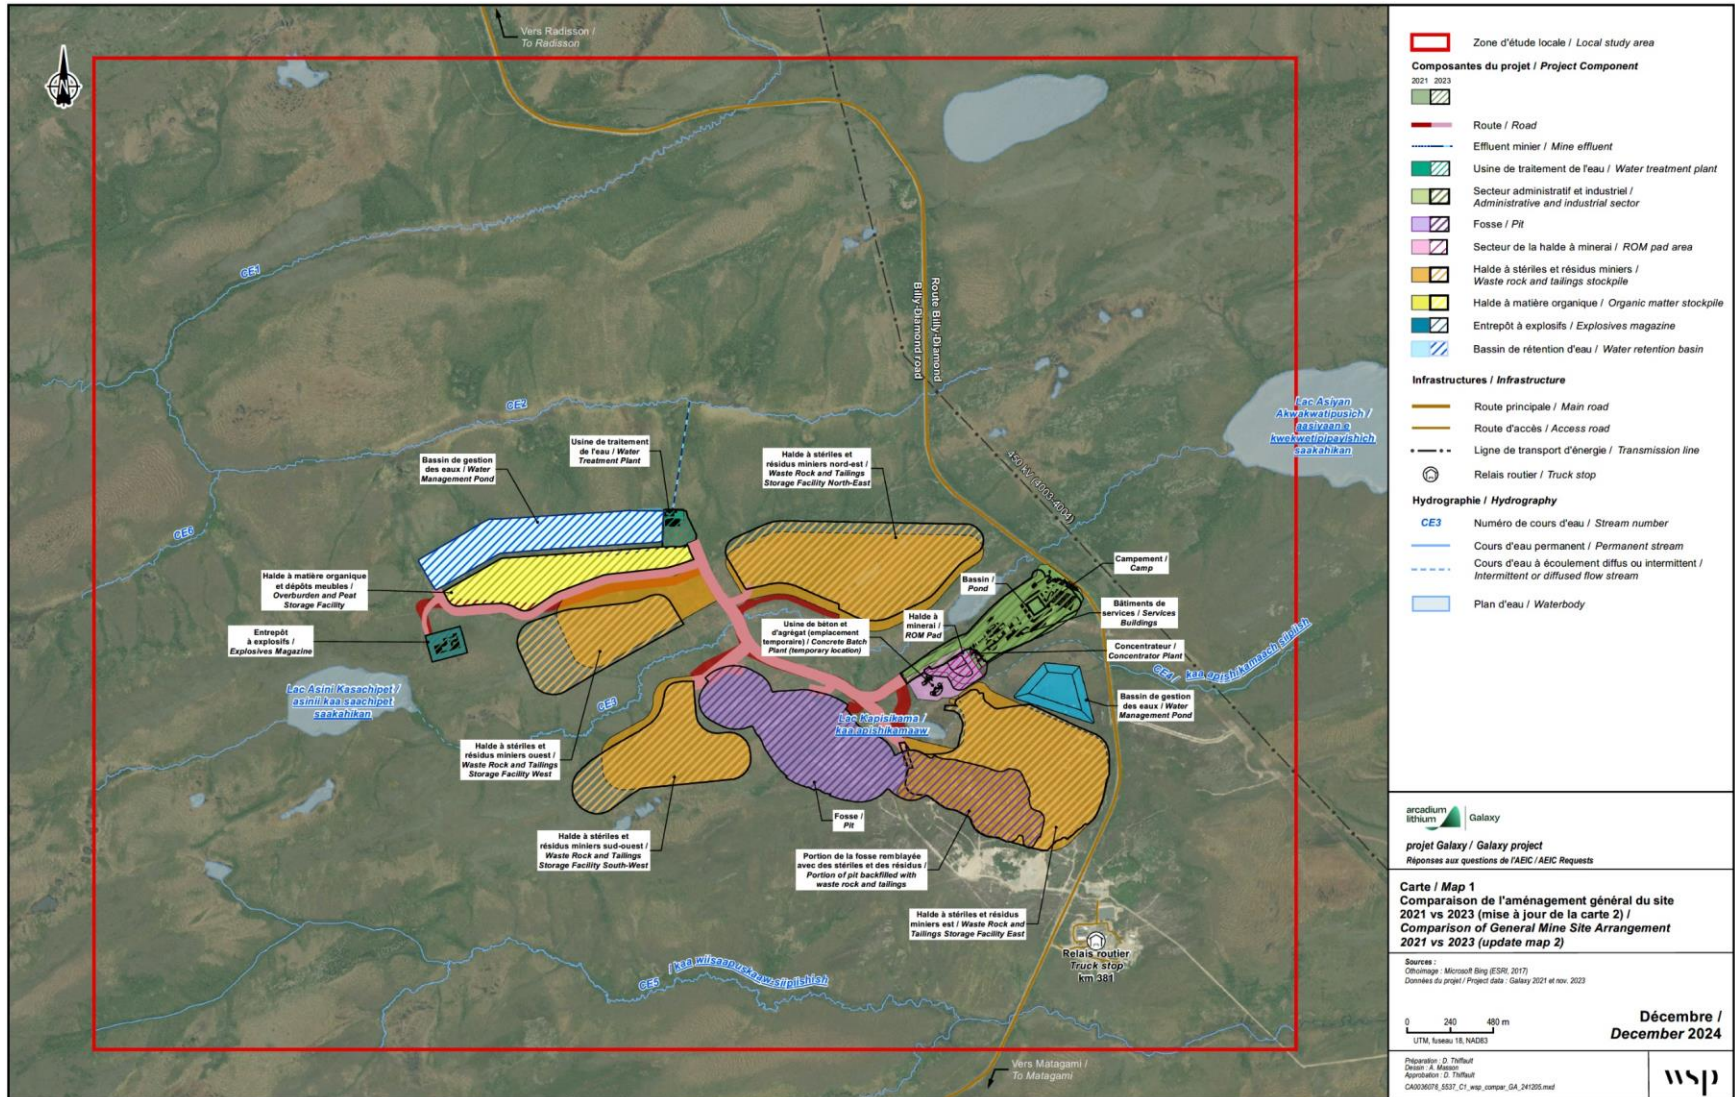 Vers Radisson /
To Radisson
N
CE1
Route Billy-Diamond
Billy-Diamond road
CE2
Lac Asiyan
Akwakwatipusich /
aasiyaan e
kwekwetipipayishich
saakahikan
450 kV (4003-4004)
Usine de traitement
de l'eau / Water
Treatment Plant
Bassin de gestion
des eaux / Water
Management Pond
Halde à stériles et
résidus miniers nord-est /
Waste Rock and Tailings
Storage Facility North-East
Campement /
Camp
Bassin /
Pond
Halde à matière organique
et dépôts meubles /
Overburden and Peat
Storage Facility
Bâtiments de
services / Services
Buildings
Halde à
minerai /
ROM Pad
Usine de béton et
d'agrégat (emplacement
temporaire) / Concrete Batch
Plant (temporary location)
Entrepôt
à explosifs /
Explosives Magazine
Concentrateur /
Concentrator Plant
CE4 / kaa apishikamaach siipiish
Lac Asini Kasachipet /
asinii kaa saachipet
saakahikan
CE3
Bassin de gestion
des eaux / Water
Management Pond
Lac Kapisikama /
kaa apishikamaaw
Halde à stériles et
résidus miniers ouest /
Waste Rock and Tailings
Storage Facility West
Fosse /
Pit
Halde à stériles et
résidus miniers sud-ouest /
Waste Rock and Tailings
Storage Facility South-West
Portion de la fosse remblayée
avec des stériles et des résidus /
Portion of pit backfilled with
waste rock and tailings
Halde à stériles et résidus
miniers est / Waste Rock and
Tailings Storage Facility East
Relais routier
Truck stop
km 381
CE5 / kaa wiisaapuskaaw siipiishish
Vers Matagami /
To Matagami
Zone d'étude locale / Local study area
Composantes du projet / Project Component
2021 2023
Route / Road
Effluent minier / Mine effluent
Usine de traitement de l'eau / Water treatment plant
Secteur administratif et industriel /
Administrative and industrial sector
Fosse / Pit
Secteur de la halde à minerai / ROM pad area
Halde à stériles et résidus miniers /
Waste rock and tailings stockpile
Halde à matière organique / Organic matter stockpile
Entrepôt à explosifs / Explosives magazine
Bassin de rétention d'eau / Water retention basin
Infrastructures / Infrastructure
Route principale / Main road
Route d'accès / Access road
Ligne de transport d'énergie / Transmission line
Relais routier / Truck stop
Hydrographie / Hydrography
CE3 Numéro de cours d'eau / Stream number
Cours d'eau permanent / Permanent stream
Cours d'eau à écoulement diffus ou intermittent /
Intermittent or diffused flow stream
Plan d'eau / Waterbody
arcadium
lithium
Galaxy
projet Galaxy / Galaxy project
Réponses aux questions de l'AEIC / AEIC Requests
Carte / Map 1
Comparaison de l'aménagement général du site
2021 vs 2023 (mise à jour de la carte 2) /
Comparison of General Mine Site Arrangement
2021 vs 2023 (update map 2)
Sources :
Orthoimage : Microsoft Bing (ESRI, 2017)
Données du projet / Project data : Galaxy 2021 et nov. 2023
0 240 480 m
UTM, fuseau 18, NAD83
Décembre /
December 2024
Préparation : D. Thiffault
Dessin : A. Masson
Approbation : D. Thiffault
wsp